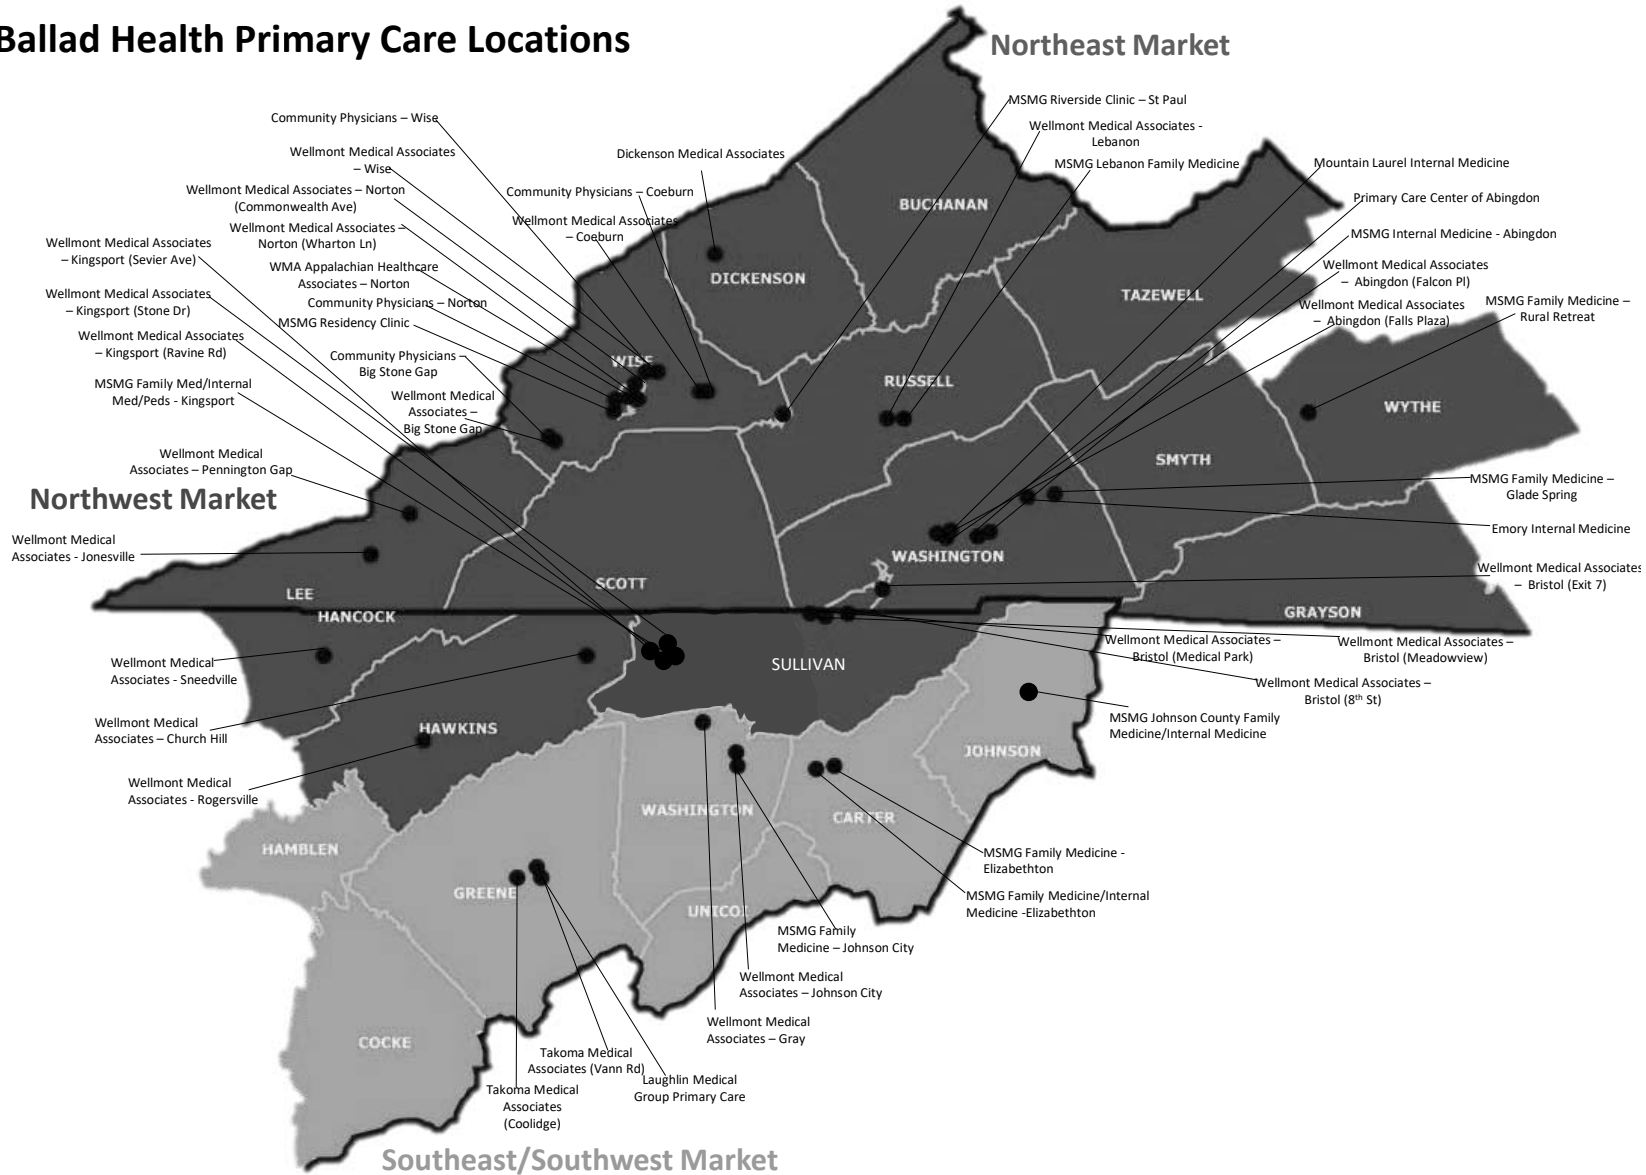 Ballad Health Primary Care Locations
Northeast Market
MSMG Riverside Clinic – St Paul
Community Physicians – Wise
Wellmont Medical Associates -
Lebanon
Wellmont Medical Associates
– Wise
Dickenson Medical Associates
MSMG Lebanon Family Medicine
Mountain Laurel Internal Medicine
Wellmont Medical Associates – Norton
(Commonwealth Ave)
Community Physicians – Coeburn
Primary Care Center of Abingdon
BUCHANAN
Wellmont Medical Associates –
Norton (Wharton Ln)
Wellmont Medical Associates
– Coeburn
MSMG Internal Medicine - Abingdon
Wellmont Medical Associates
– Kingsport (Sevier Ave)
WMA Appalachian Healthcare
Associates – Norton
DICKENSON
Wellmont Medical Associates
– Abingdon (Falcon Pl)
Wellmont Medical Associates
– Kingsport (Stone Dr)
Community Physicians – Norton
TAZEWELL
Wellmont Medical Associates
– Abingdon (Falls Plaza)
MSMG Family Medicine –
Rural Retreat
MSMG Residency Clinic
Wellmont Medical Associates
– Kingsport (Ravine Rd)
Community Physicians –
Big Stone Gap
WISE
RUSSELL
MSMG Family Med/Internal
Med/Peds - Kingsport
Wellmont Medical
Associates –
Big Stone Gap
WYTHE
Wellmont Medical
Associates – Pennington Gap
SMYTH
Northwest Market
MSMG Family Medicine –
Glade Spring
Emory Internal Medicine
Wellmont Medical
Associates - Jonesville
WASHINGTON
Wellmont Medical Associates
– Bristol (Exit 7)
LEE
SCOTT
HANCOCK
GRAYSON
Wellmont Medical Associates –
Bristol (Medical Park)
Wellmont Medical Associates –
Bristol (Meadowview)
Wellmont Medical
Associates - Sneedville
SULLIVAN
Wellmont Medical Associates –
Bristol (8th St)
Wellmont Medical
Associates – Church Hill
HAWKINS
MSMG Johnson County Family
Medicine/Internal Medicine
JOHNSON
Wellmont Medical
Associates - Rogersville
WASHINGTON
CARTER
HAMBLEN
MSMG Family Medicine -
Elizabethton
GREENE
MSMG Family Medicine/Internal
Medicine -Elizabethton
UNICOI
MSMG Family
Medicine – Johnson City
Wellmont Medical
Associates – Johnson City
Wellmont Medical
Associates – Gray
COCKE
Takoma Medical
Associates (Vann Rd)
Laughlin Medical
Group Primary Care
Takoma Medical
Associates
(Coolidge)
Southeast/Southwest Market